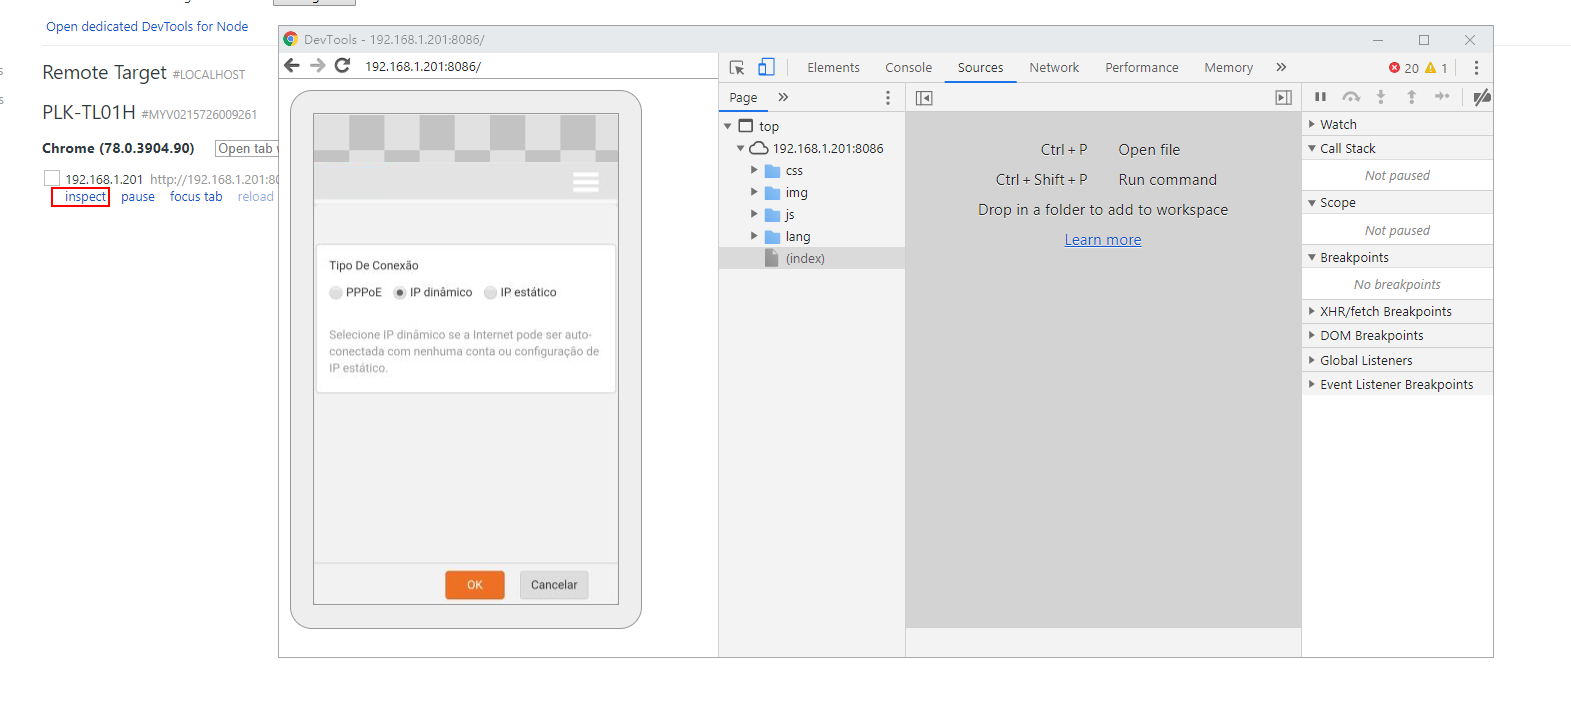 Open dedicated DevTools for Node
Remote Target #LOCALHOST
PLK-TL01H #MYV0215726009261
Chrome (78.0.3904.90) Open tab
192.168.1.201 http://192.168.1.201:80
inspect pause focus tab reload
DevTools - 192.168.1.201:8086/
192.168.1.201:8086/
Tipo De Conexão
PPPoE IP dinâmico IP estático
Selecione IP dinâmico se a Internet pode ser auto-
conectada com nenhuma conta ou configuração de
IP estático.
OK Cancelar
Elements Console Sources Network Performance Memory » 20 1
Page »
top
192.168.1.201:8086
css
img
js
lang
(index)
Ctrl + P Open file
Ctrl + Shift + P Run command
Drop in a folder to add to workspace
Learn more
Watch
Call Stack
Not paused
Scope
Not paused
Breakpoints
No breakpoints
XHR/fetch Breakpoints
DOM Breakpoints
Global Listeners
Event Listener Breakpoints